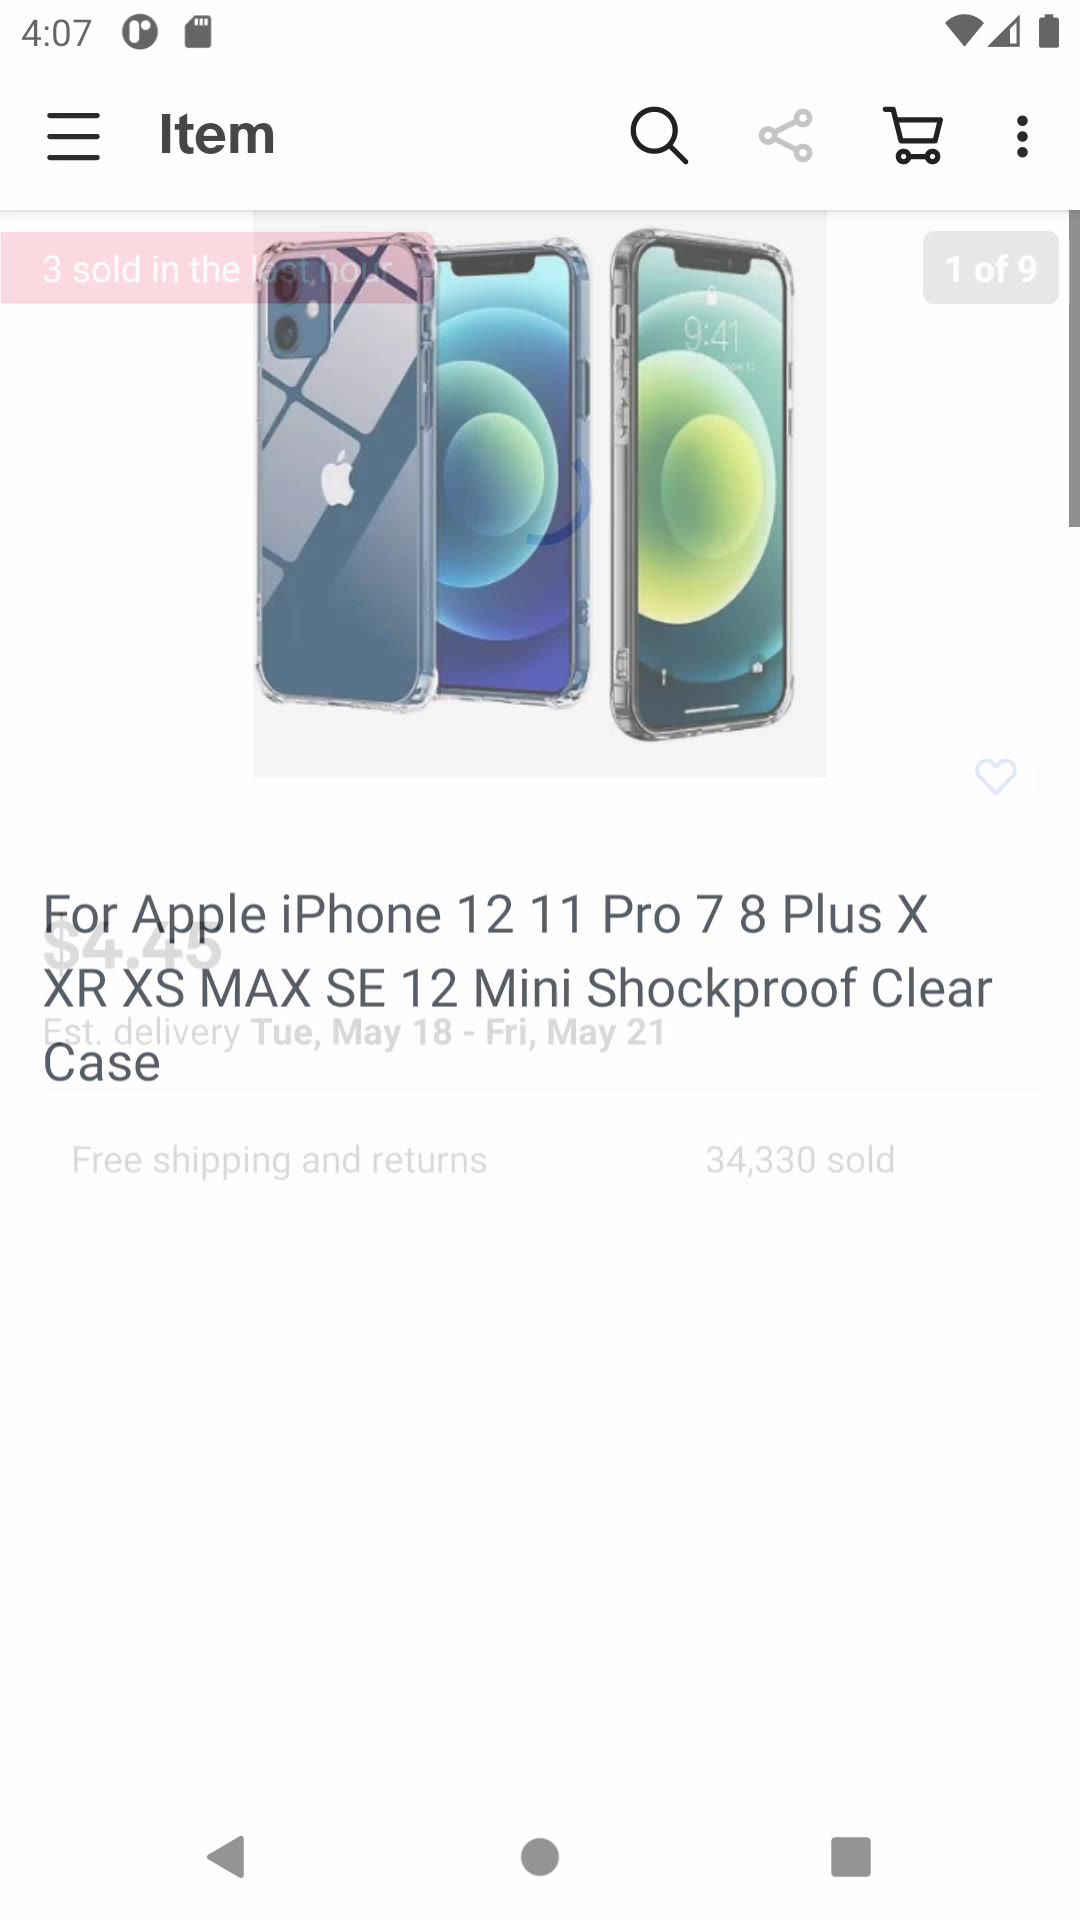 4:07
Item
3 sold in the last hour
1 of 9
9:41
For Apple iPhone 12 11 Pro 7 8 Plus X
XR XS MAX SE 12 Mini Shockproof Clear
Case
$4.45
Est. delivery Tue, May 18 - Fri, May 21
Free shipping and returns
34,330 sold